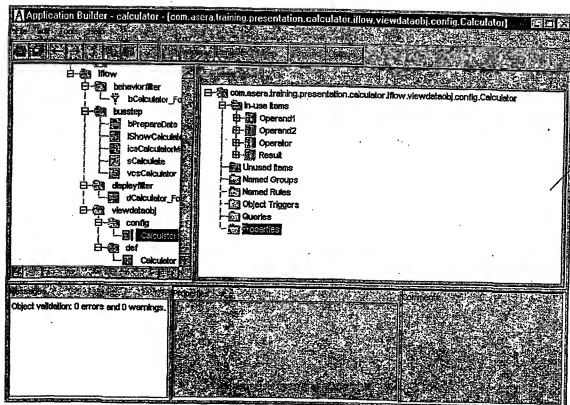 Application Builder - calculator - [com.asera.training.presentation.calculator.iflow.viewdataobj.config.Calculator]
iflow
behaviorfilter
bCalculator_Fo
busstep
bPrepareData
iShowCalculate
icsCalculatorM
sCalculate
vcsCalculator
displayfilter
dCalculator_Fo
viewdataobj
config
Calculator
def
Calculator
com.asera.training.presentation.calculator.iflow.viewdataobj.config.Calculator
In-use Items
Operand1
Operand2
Operator
Result
Unused Items
Named Groups
Named Rules
Object Triggers
Queries
Properties
Object validation: 0 errors and 0 warnings.